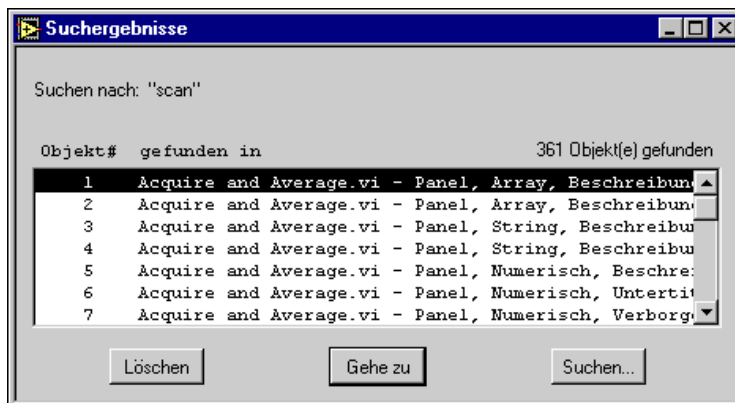 Suchergebnisse
Suchen nach: "scan"
Objekt# gefunden in 361 Objekt(e) gefunden
1 Acquire and Average.vi - Panel, Array, Beschreibung
2 Acquire and Average.vi - Panel, Array, Beschreibung
3 Acquire and Average.vi - Panel, String, Beschreibu
4 Acquire and Average.vi - Panel, String, Beschreibu
5 Acquire and Average.vi - Panel, Numerisch, Beschre
6 Acquire and Average.vi - Panel, Numerisch, Untertit
7 Acquire and Average.vi - Panel, Numerisch, Verborg
Löschen Gehe zu Suchen...